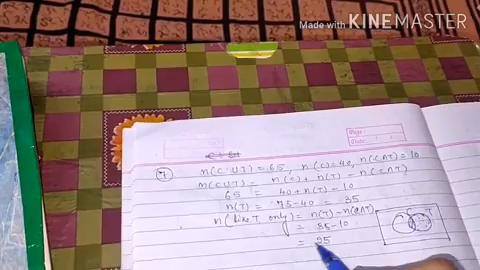 Made with KINEMASTER
Page:
Date:
7) n(C∪T) = 65, n(C) = 40, n(C∩T) = 10
n(C∪T) = n(C) + n(T) - n(C∩T)
65 = 40 + n(T) - 10
n(T) = 75 - 40 = 35
n(like T only) = n(T) - n(C∩T)
= 35 - 10
= 25
C T